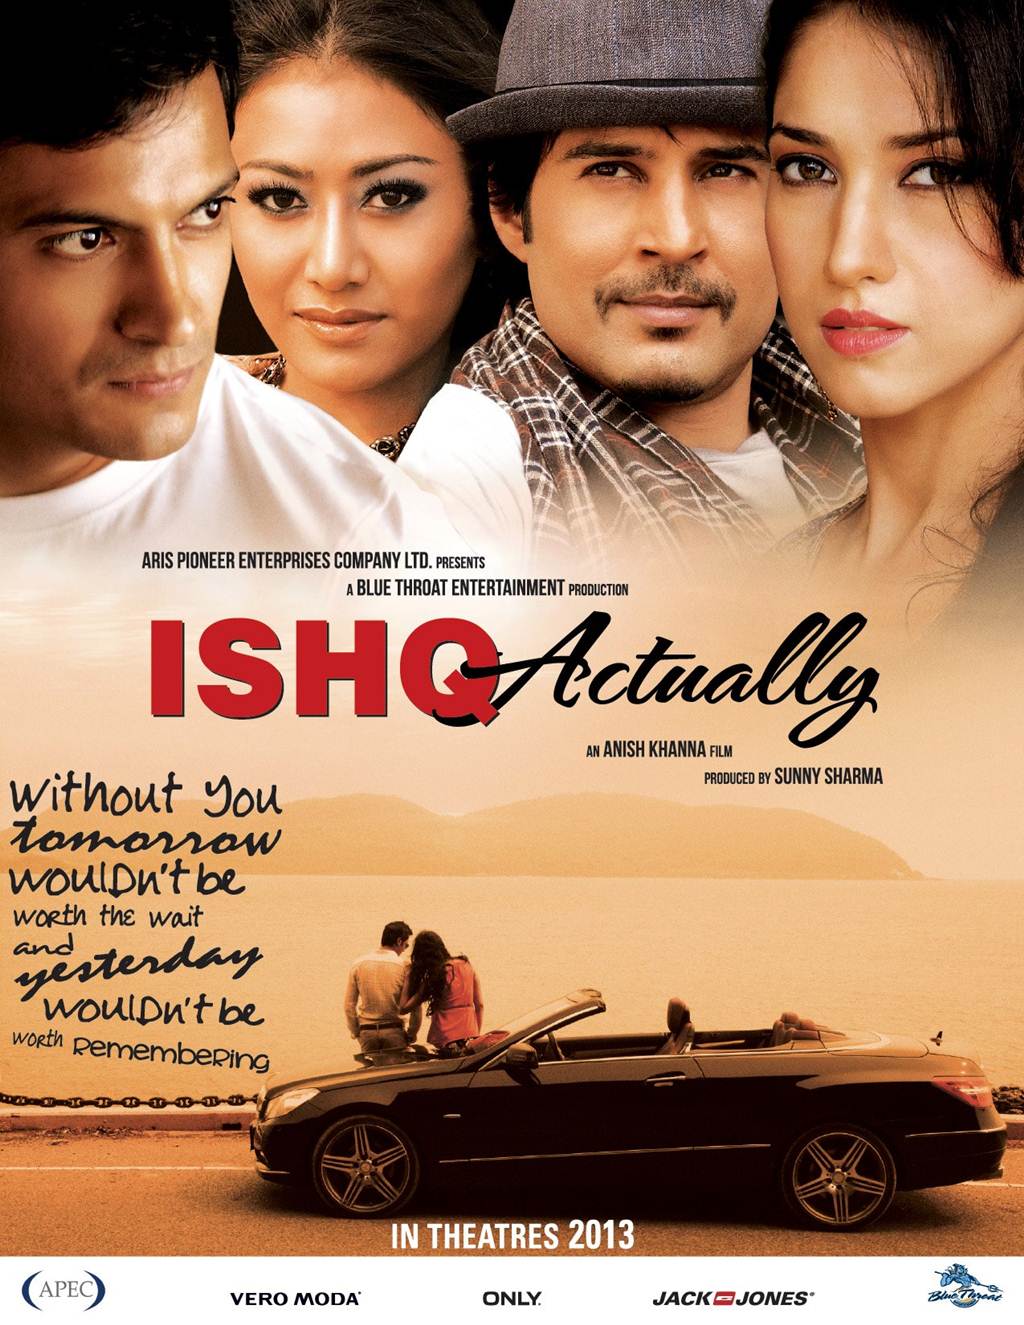 ARIS PIONEER ENTERPRISES COMPANY LTD. PRESENTS
A BLUE THROAT ENTERTAINMENT PRODUCTION
ISHQ Actually
AN ANISH KHANNA FILM
PRODUCED BY SUNNY SHARMA
Without You
tomorrow
wouldn't be
worth the wait
and
yesterday
wouldn't be
worth Remembering
IN THEATRES 2013
APEC
VERO MODA
ONLY.
JACK JONES®
Blue Throat